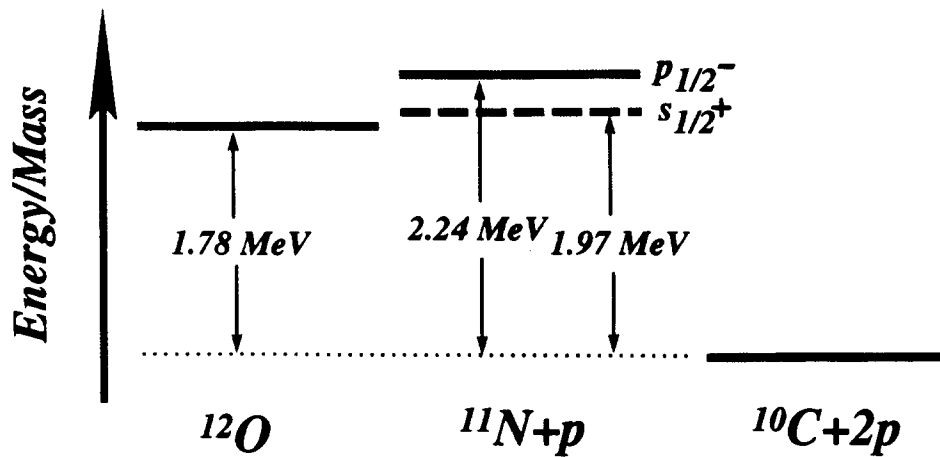 Energy/Mass
p1/2-
s1/2+
1.78 MeV
2.24 MeV
1.97 MeV
12O
11N+p
10C+2p